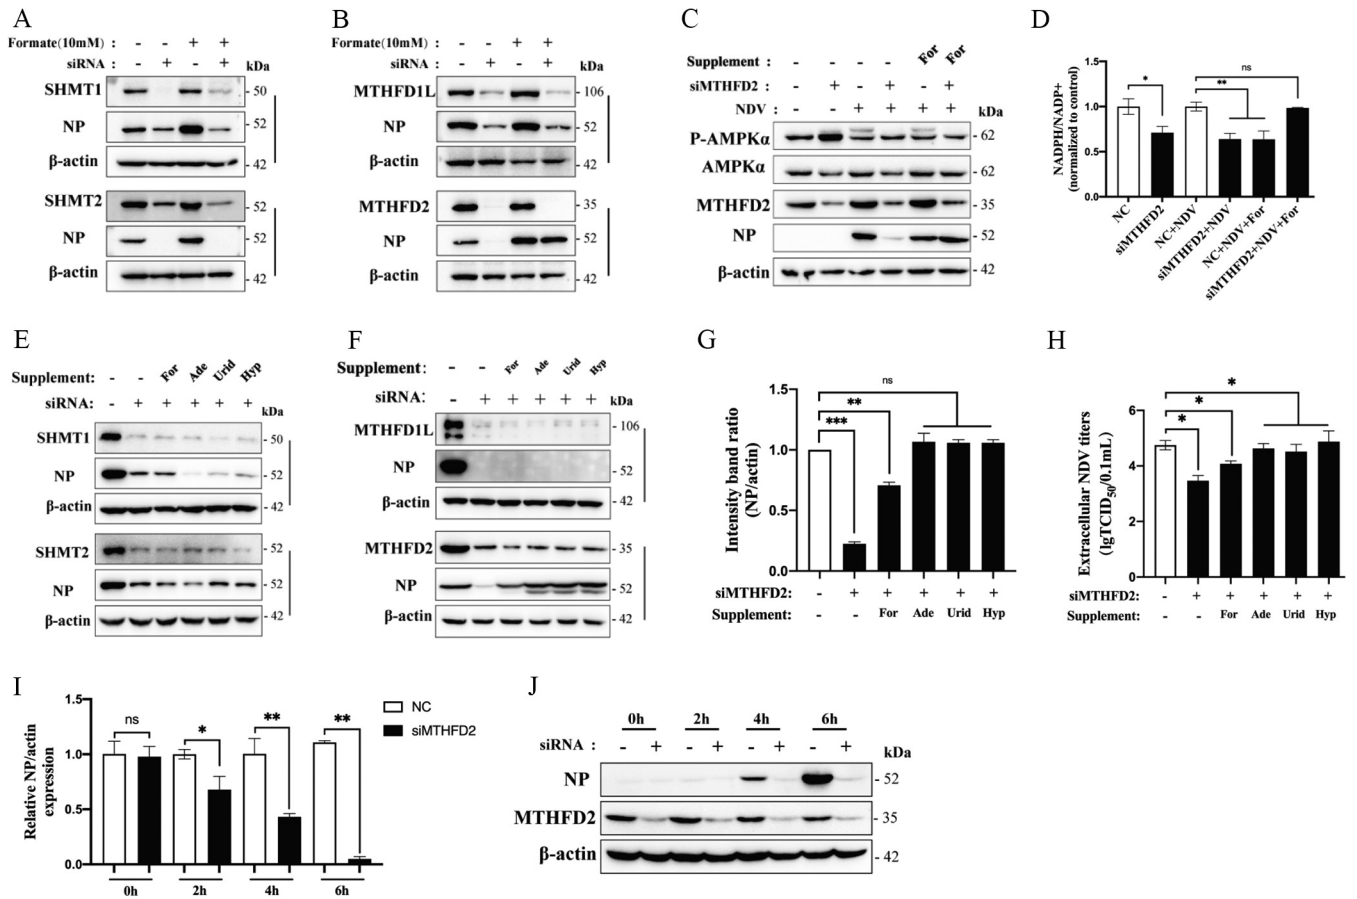 A
Formate(10mM) : - - + +
siRNA : - + - + kDa
SHMT1 - 50
NP - 52
β-actin - 42
SHMT2 - 52
NP - 52
β-actin - 42
B
Formate(10mM) : - - + +
siRNA : - + - + kDa
MTHFD1L - 106
NP - 52
β-actin - 42
MTHFD2 - 35
NP - 52
β-actin - 42
C
Supplement : - - - - For For
siMTHFD2 : - + - + - +
NDV : - - + + + + kDa
P-AMPKα - 62
AMPKα - 62
MTHFD2 - 35
NP - 52
β-actin - 42
D
NADPH/NADP+
(normalized to control)
1.5
1.0
0.5
0.0
* ** ns
NC
siMTHFD2
NC+NDV
siMTHFD2+NDV
NC+NDV+For
siMTHFD2+NDV+For
E
Supplement: - - For Ade Urid Hyp
siRNA: - + + + + + kDa
SHMT1 - 50
NP - 52
β-actin - 42
SHMT2 - 52
NP - 52
β-actin - 42
F
Supplement: - - For Ade Urid Hyp
siRNA: - + + + + + kDa
MTHFD1L - 106
NP - 52
β-actin - 42
MTHFD2 - 35
NP - 52
β-actin - 42
G
Intensity band ratio
(NP/actin)
1.5
1.0
0.5
0.0
ns
**
***
siMTHFD2: - + + + + +
Supplement: - - For Ade Urid Hyp
H
Extracellular NDV titers
(lgTCID50/0.1mL)
6
4
2
0
*
*
*
siMTHFD2: - + + + + +
Supplement: - - For Ade Urid Hyp
I
Relative NP/actin
expression
1.5
1.0
0.5
0.0
ns * ** **
0h 2h 4h 6h
NC
siMTHFD2
J
0h 2h 4h 6h
siRNA : - + - + - + - + kDa
NP - 52
MTHFD2 - 35
β-actin - 42